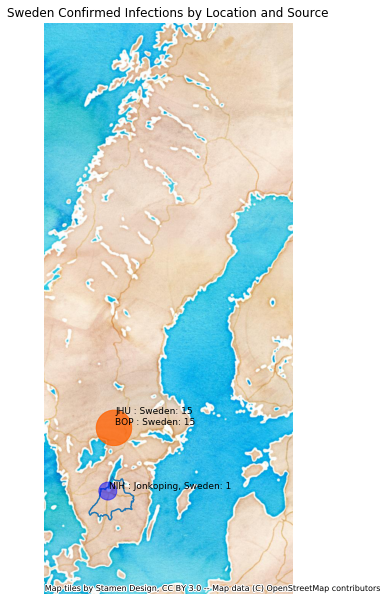 Sweden Confirmed Infections by Location and Source
JHU : Sweden: 15
BOP : Sweden: 15
NIH : Jonkoping, Sweden: 1
Map tiles by Stamen Design, CC BY 3.0 -- Map data (C) OpenStreetMap contributors